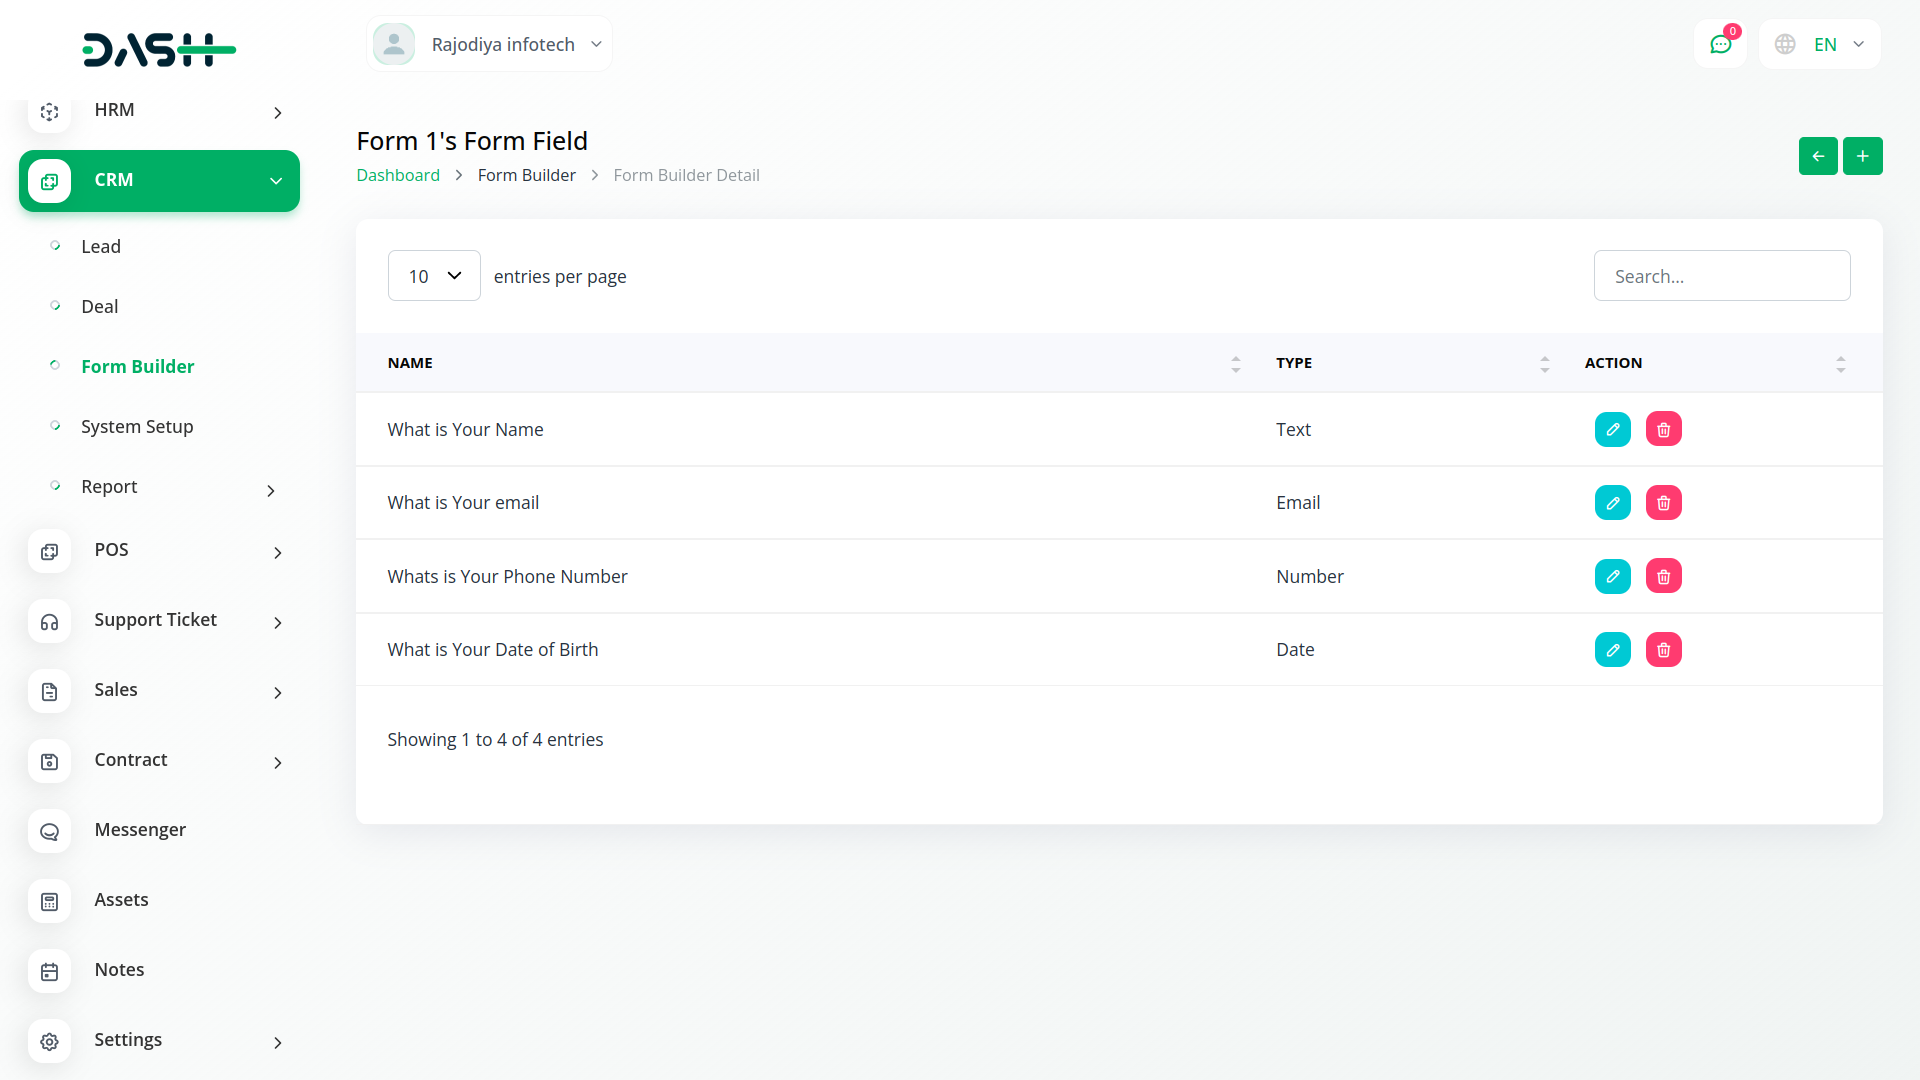 DASH
Rajodiya infotech
0
EN
HRM
CRM
Lead
Deal
Form Builder
System Setup
Report
POS
Support Ticket
Sales
Contract
Messenger
Assets
Notes
Settings
Form 1's Form Field
Dashboard > Form Builder > Form Builder Detail
10 entries per page
Search...
NAME TYPE ACTION
What is Your Name Text
What is Your email Email
Whats is Your Phone Number Number
What is Your Date of Birth Date
Showing 1 to 4 of 4 entries